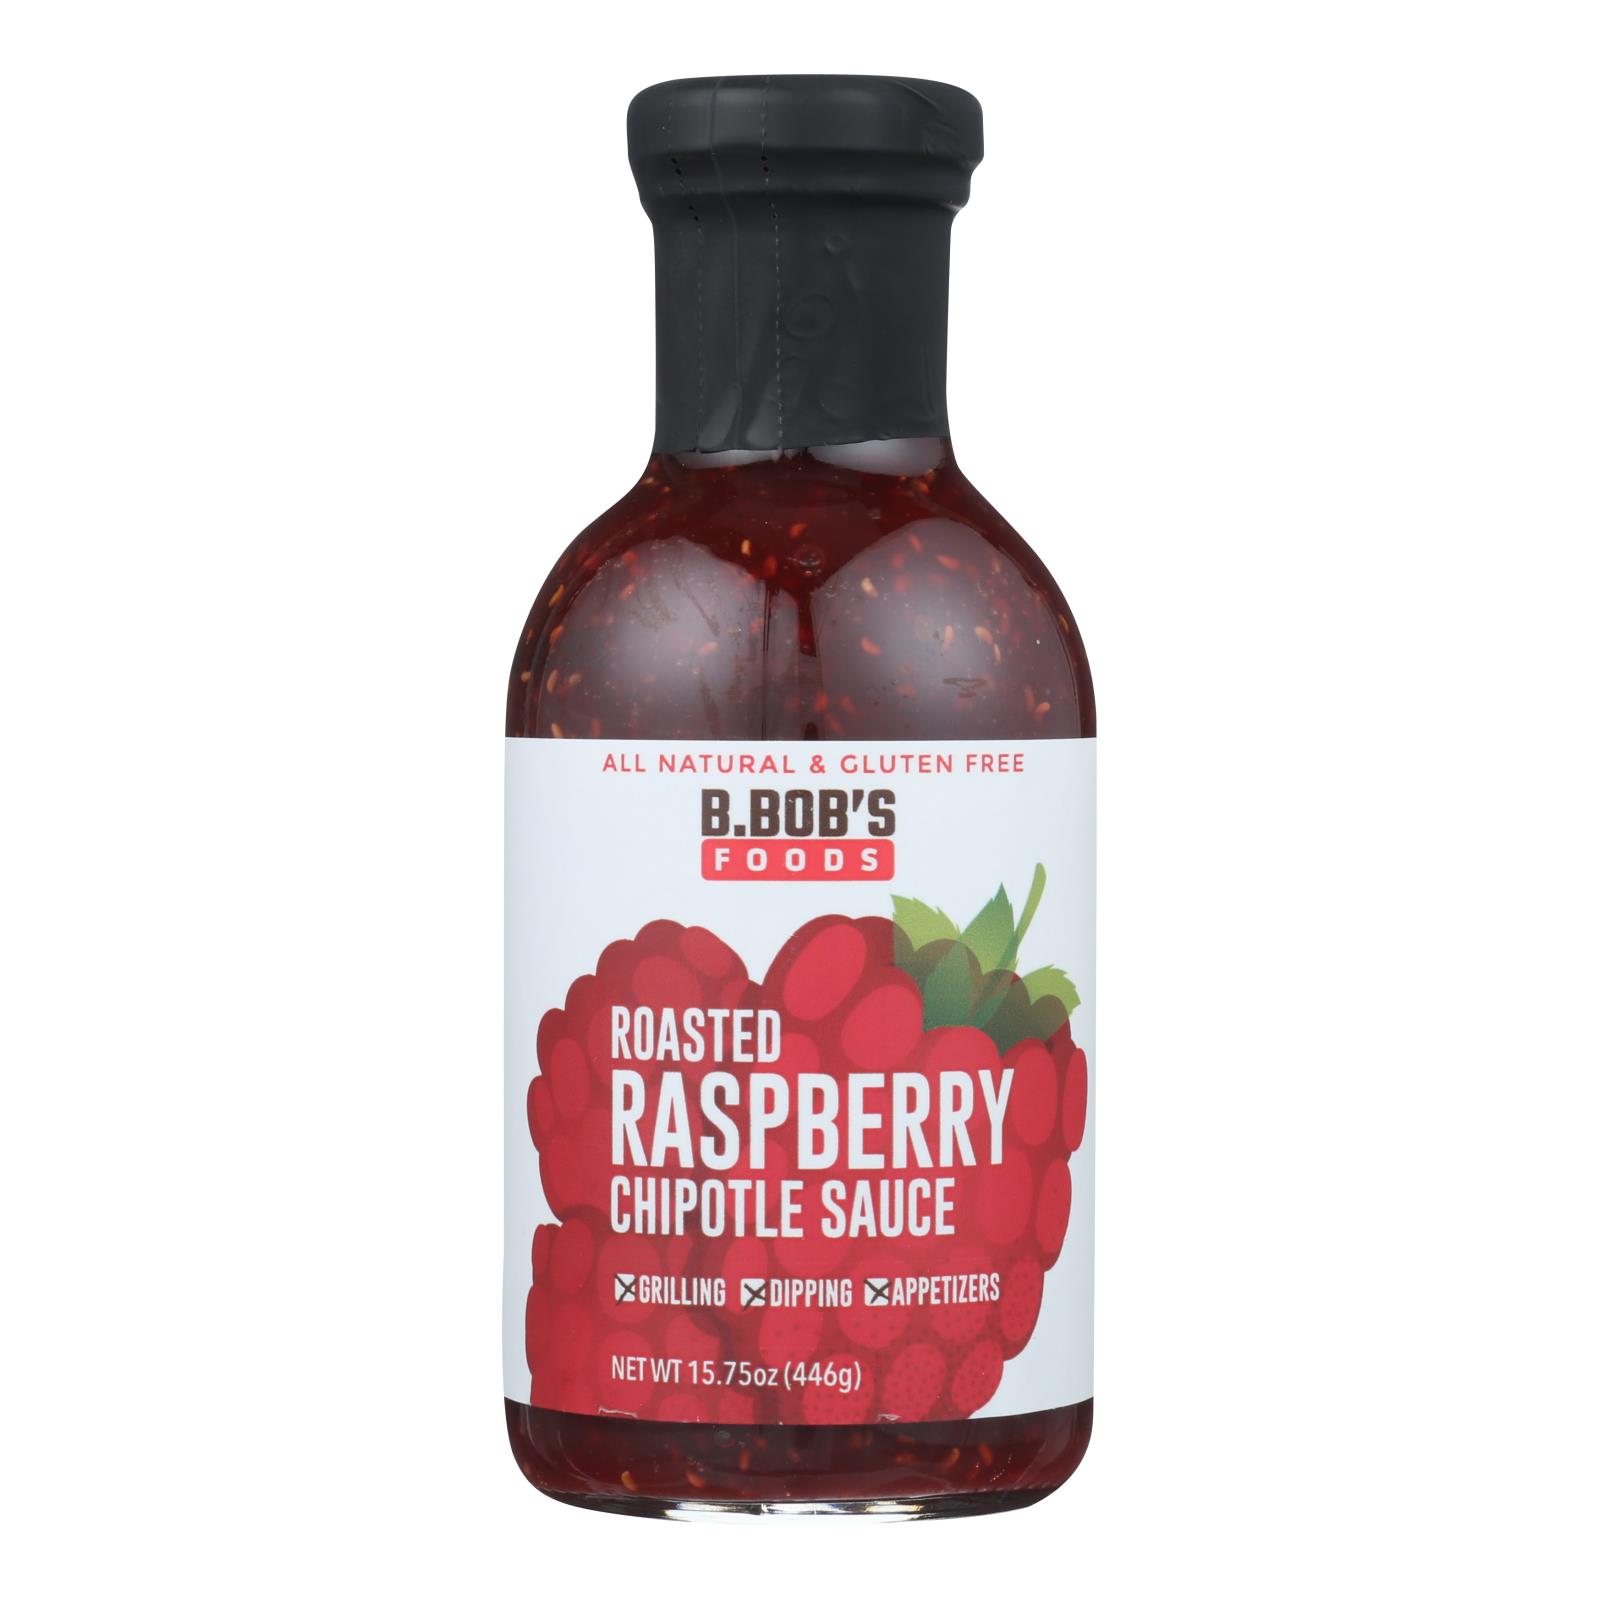 ALL NATURAL & GLUTEN FREE
B.BOB'S
FOODS
ROASTED
RASPBERRY
CHIPOTLE SAUCE
GRILLING DIPPING APPETIZERS
NET WT 15.75oz (446g)